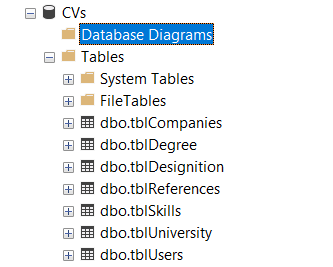 CVs
Database Diagrams
Tables
System Tables
FileTables
dbo.tblCompanies
dbo.tblDegree
dbo.tblDesignition
dbo.tblReferences
dbo.tblSkills
dbo.tblUniversity
dbo.tblUsers